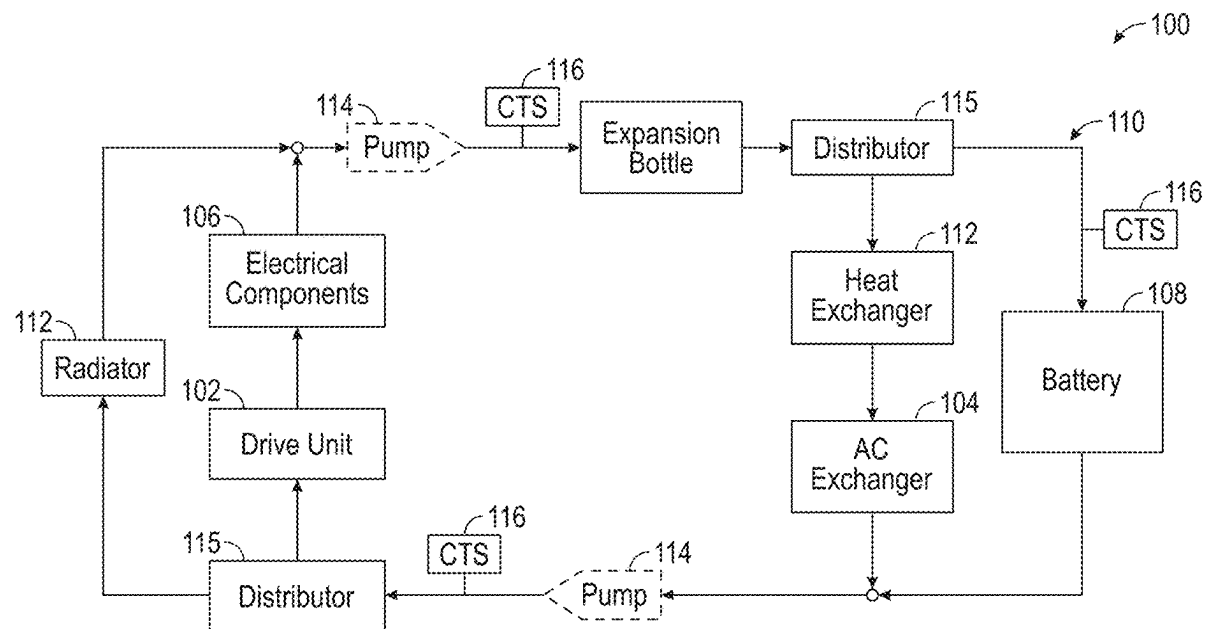 100
116
CTS
114
Pump
Expansion
Bottle
115
Distributor
110
116
CTS
106
Electrical
Components
112
Heat
Exchanger
108
Battery
112
Radiator
102
Drive Unit
104
AC
Exchanger
116
CTS
115
Distributor
114
Pump